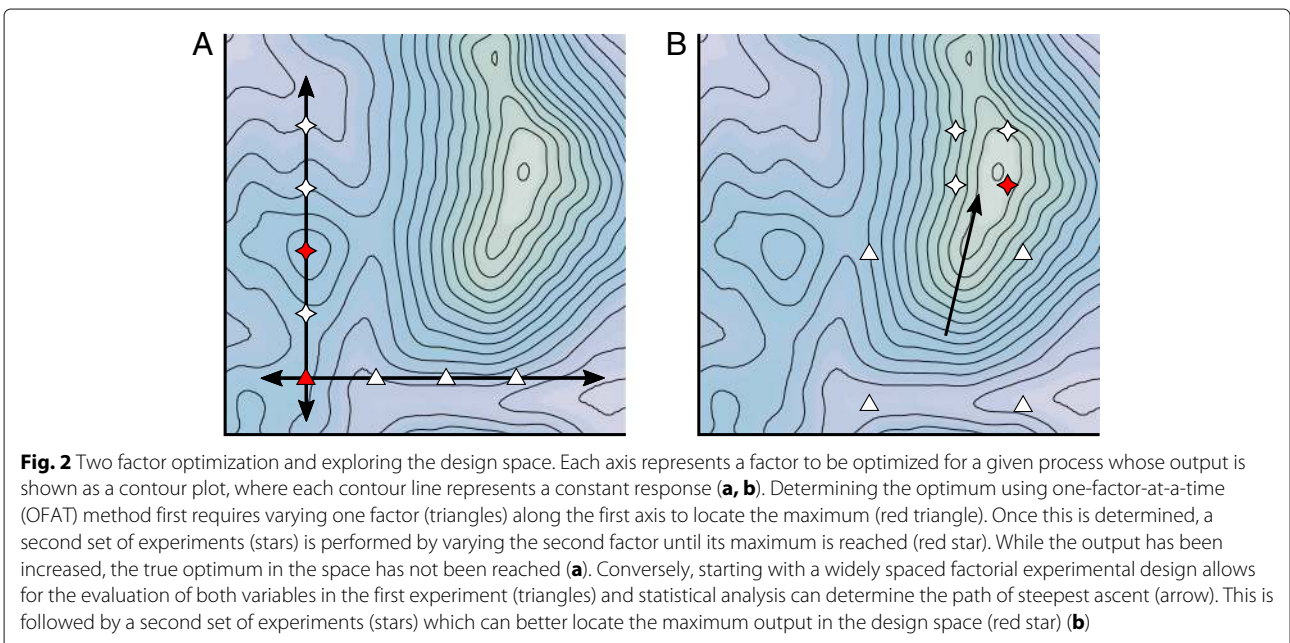 A
B
Fig. 2 Two factor optimization and exploring the design space. Each axis represents a factor to be optimized for a given process whose output is
shown as a contour plot, where each contour line represents a constant response (a, b). Determining the optimum using one-factor-at-a-time
(OFAT) method first requires varying one factor (triangles) along the first axis to locate the maximum (red triangle). Once this is determined, a
second set of experiments (stars) is performed by varying the second factor until its maximum is reached (red star). While the output has been
increased, the true optimum in the space has not been reached (a). Conversely, starting with a widely spaced factorial experimental design allows
for the evaluation of both variables in the first experiment (triangles) and statistical analysis can determine the path of steepest ascent (arrow). This is
followed by a second set of experiments (stars) which can better locate the maximum output in the design space (red star) (b)